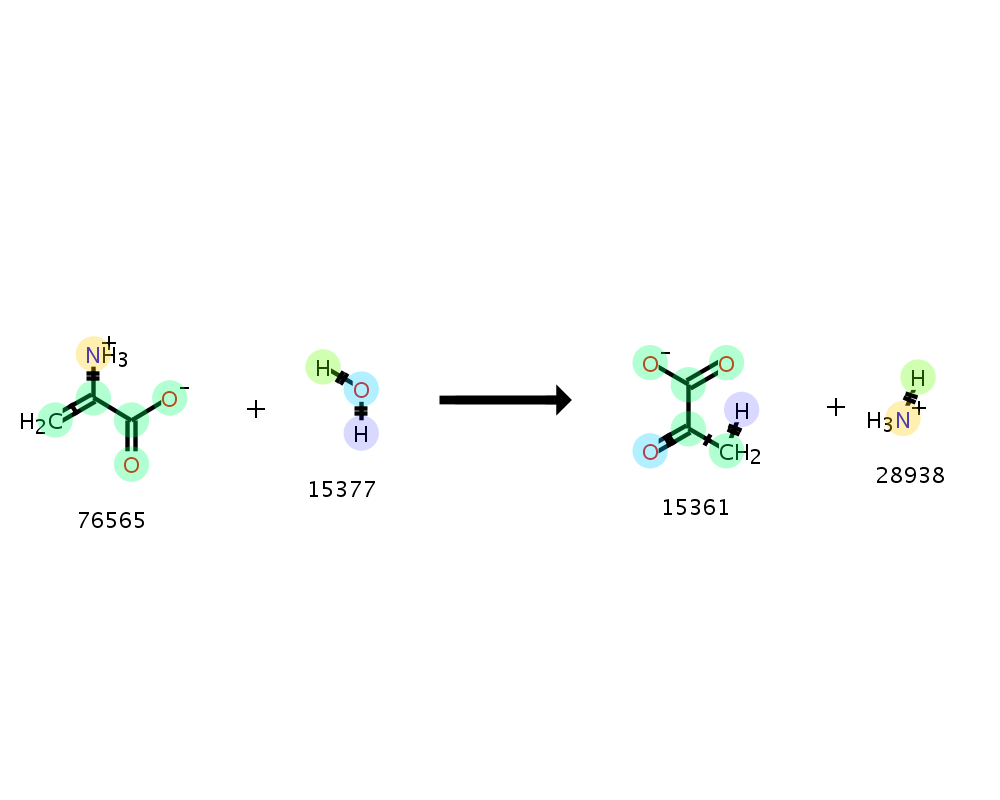 NH3+
H2C
O-
O
+
H
O
H
O-
O
H
O
CH2
+
H
H3N+
76565
15377
15361
28938